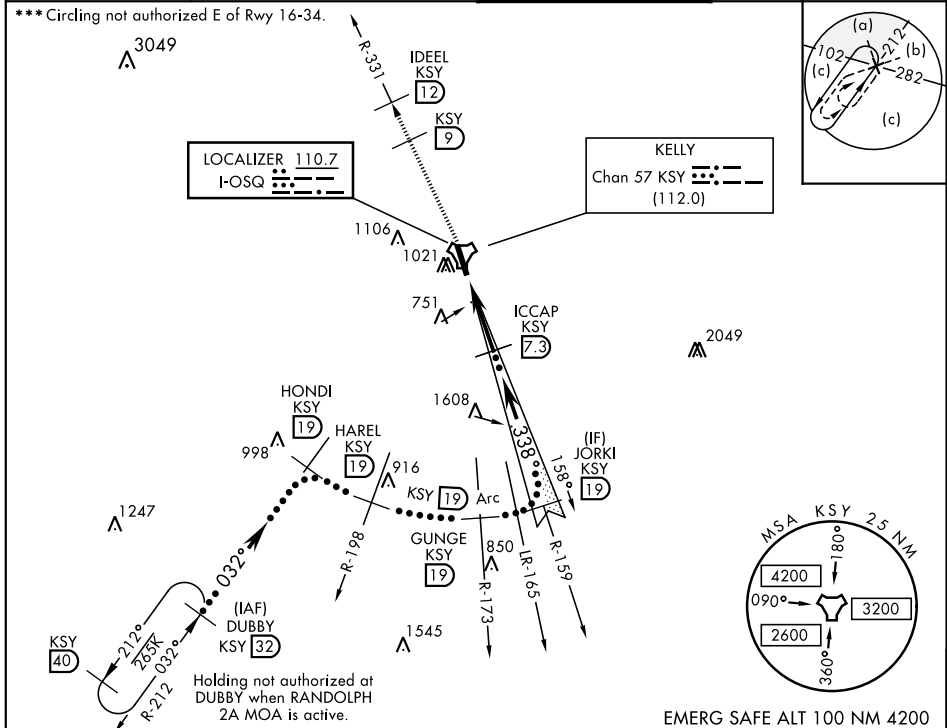 *** Circling not authorized E of Rwy 16-34.
3049
R-331
IDEEL
KSY
12
KSY
9
(a)
212
(b)
102
(c)
282
(c)
LOCALIZER 110.7
I-OSQ
KELLY
Chan 57 KSY
(112.0)
1106
1021
751
ICCAP
KSY
7.3
2049
1608
338°
HONDI
KSY
19
998
HAREL
KSY
19
916
KSY 19 Arc
(IF)
JORKI
KSY
19
158°
1247
032°
R-198
GUNGE
KSY
19
850
R-173
LR-165
R-159
(IAF)
DUBBY
KSY 32
1545
212°
265K
032°
KSY
40
R-212
Holding not authorized at
DUBBY when RANDOLPH
2A MOA is active.
MSA KSY 25 NM
180°
4200
090°
3200
2600
360°
EMERG SAFE ALT 100 NM 4200